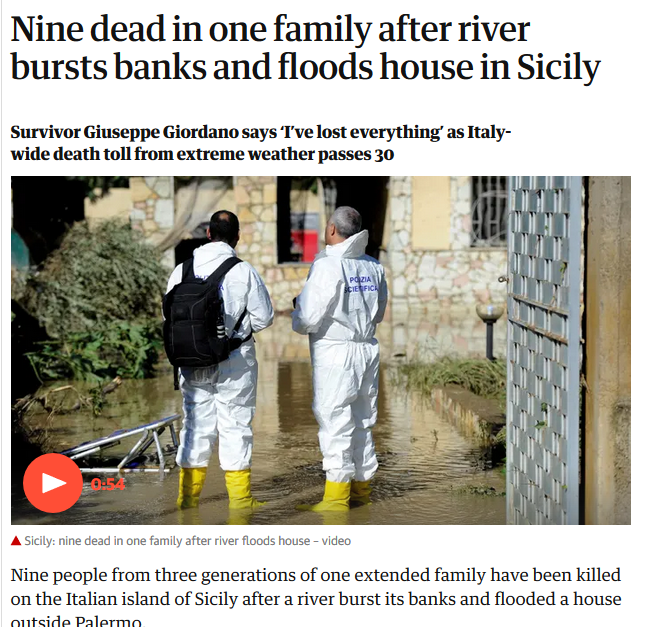 Nine dead in one family after river
bursts banks and floods house in Sicily
Survivor Giuseppe Giordano says ‘I’ve lost everything’ as Italy-
wide death toll from extreme weather passes 30
POLIZIA
SCIENTIFICA
0:54
Sicily: nine dead in one family after river floods house – video
Nine people from three generations of one extended family have been killed
on the Italian island of Sicily after a river burst its banks and flooded a house
outside Palermo.